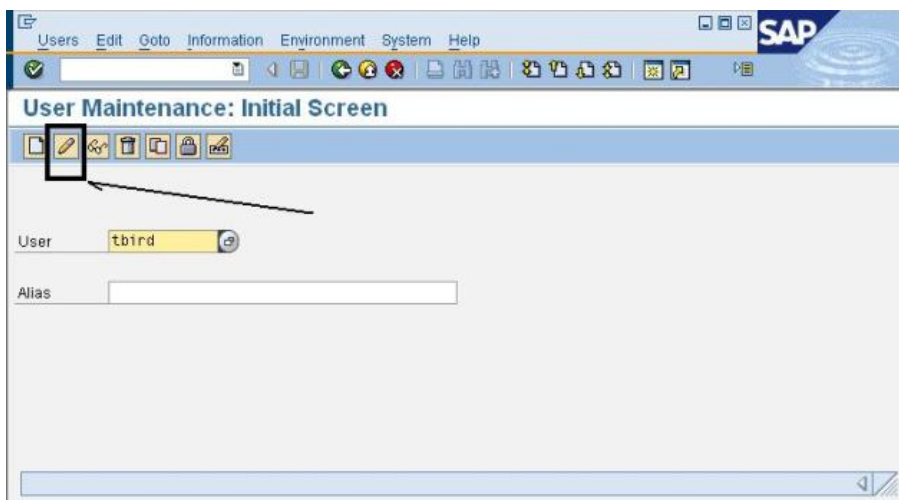 Users Edit Goto Information Environment System Help
SAP
User Maintenance: Initial Screen
User tbird
Alias